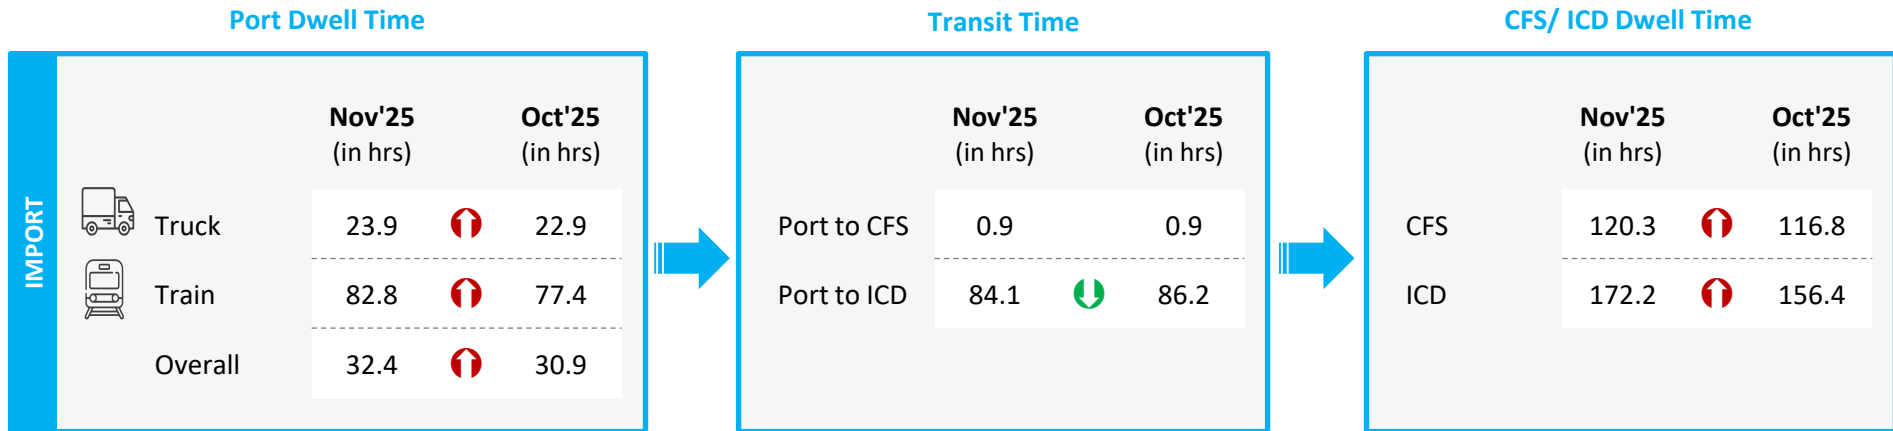 Port Dwell Time
Transit Time
CFS/ ICD Dwell Time
IMPORT
Nov'25 Oct'25
(in hrs) (in hrs)
Truck 23.9 22.9
Train 82.8 77.4
Overall 32.4 30.9
Nov'25 Oct'25
(in hrs) (in hrs)
Port to CFS 0.9 0.9
Port to ICD 84.1 86.2
Nov'25 Oct'25
(in hrs) (in hrs)
CFS 120.3 116.8
ICD 172.2 156.4